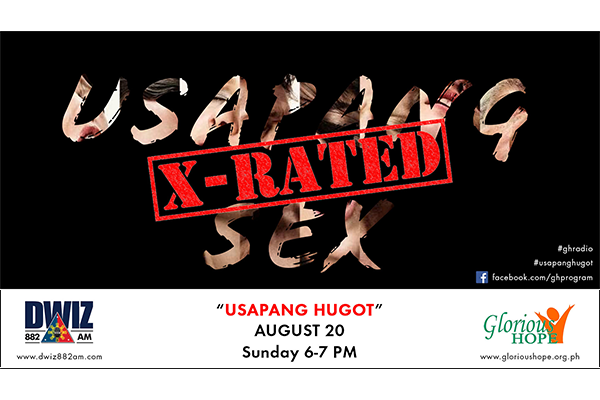 USAPANG
X-RATED
SEX
#ghradio
#usapanghugot
facebook.com/ghprogram
DWIZ
882 AM
www.dwiz882am.com
“USAPANG HUGOT”
AUGUST 20
Sunday 6-7 PM
Glorious
HOPE
www.glorioushope.org.ph